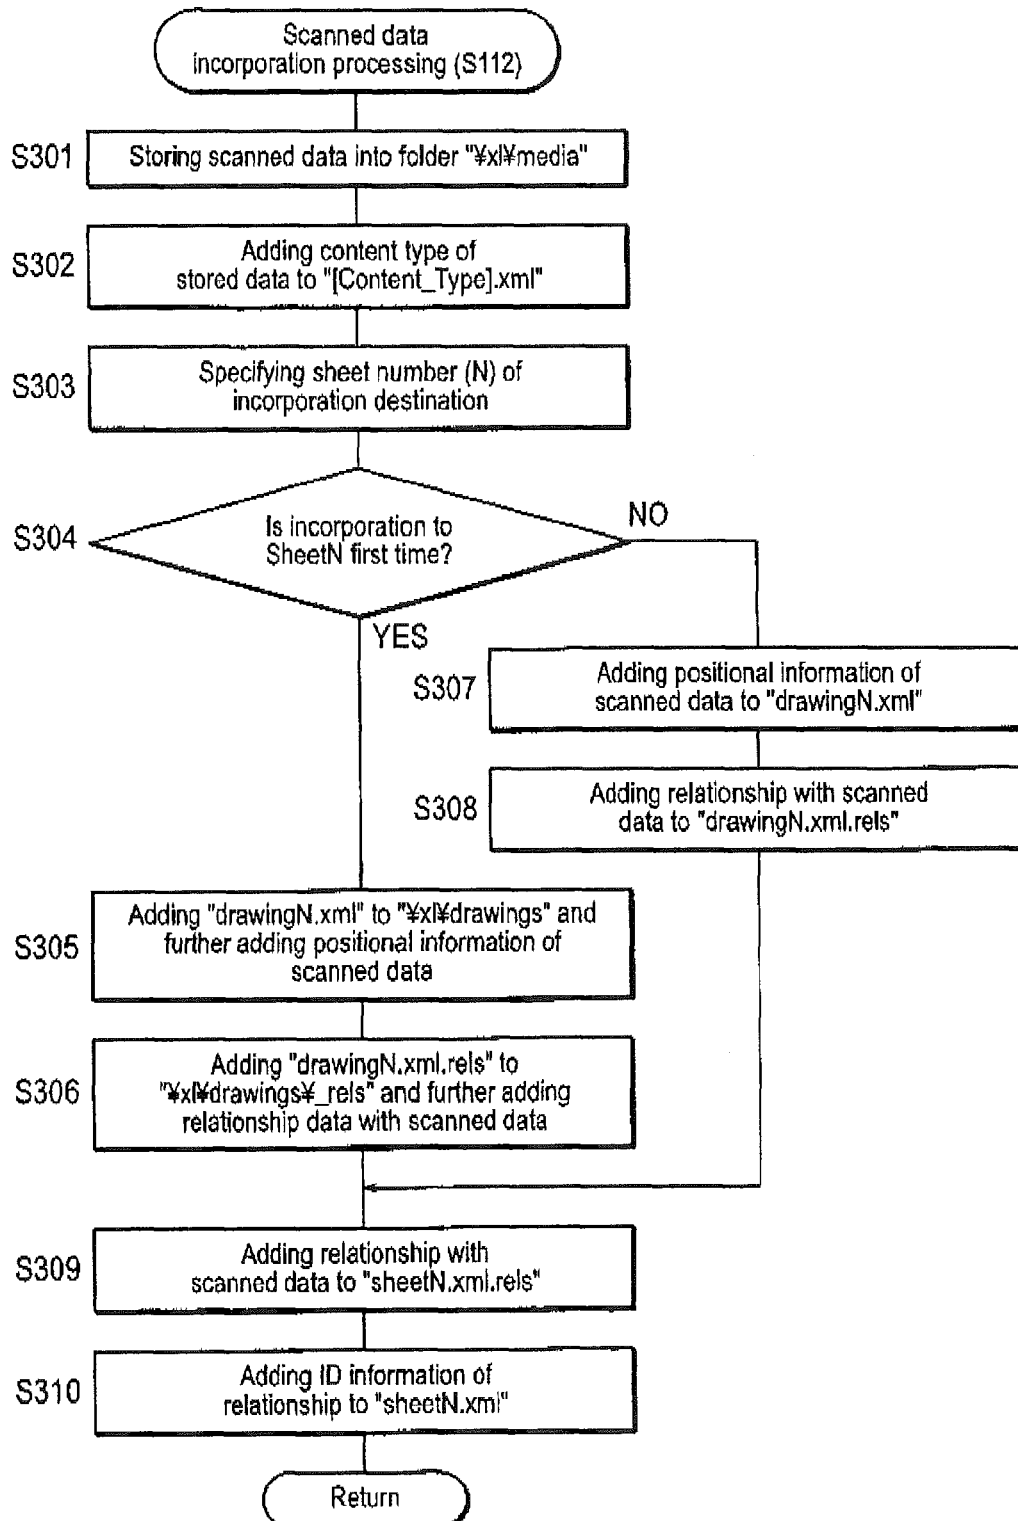 Scanned data
incorporation processing (S112)
S301
Storing scanned data into folder "¥xl¥media"
S302
Adding content type of
stored data to "[Content_Type].xml"
S303
Specifying sheet number (N) of
incorporation destination
S304
Is incorporation to
SheetN first time?
NO
YES
S307
Adding positional information of
scanned data to "drawingN.xml"
S308
Adding relationship with scanned
data to "drawingN.xml.rels"
S305
Adding "drawingN.xml" to "¥xl¥drawings" and
further adding positional information of
scanned data
S306
Adding "drawingN.xml.rels" to
"¥xl¥drawings¥_rels" and further adding
relationship data with scanned data
S309
Adding relationship with
scanned data to "sheetN.xml.rels"
S310
Adding ID information of
relationship to "sheetN.xml"
Return